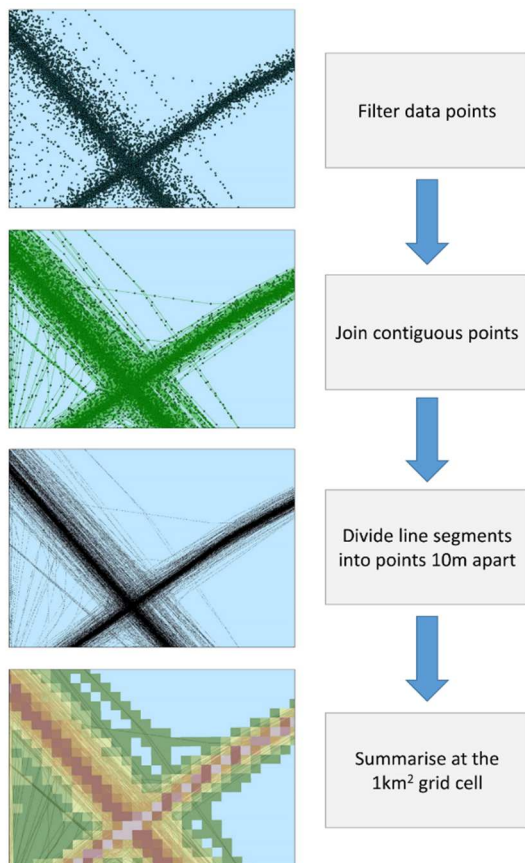 Filter data points
Join contiguous points
Divide line segments
into points 10m apart
Summarise at the
1km² grid cell